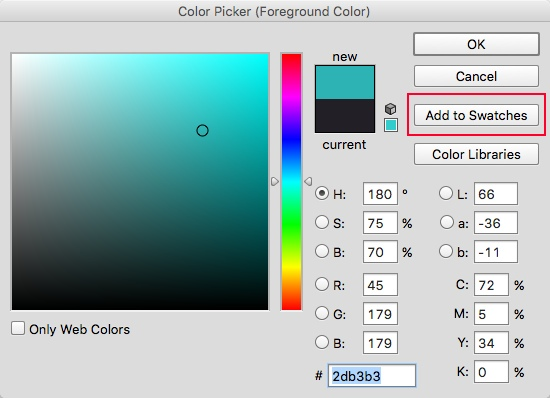 Color Picker (Foreground Color)
new
current
OK
Cancel
Add to Swatches
Color Libraries
H: 180 °
S: 75 %
B: 70 %
R: 45
G: 179
B: 179
# 2db3b3
L: 66
a: -36
b: -11
C: 72 %
M: 5 %
Y: 34 %
K: 0 %
Only Web Colors